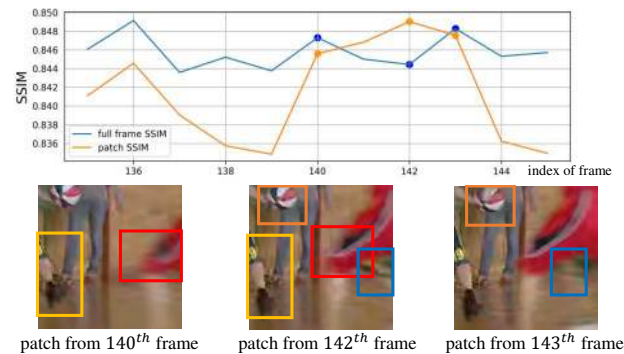 0.850
0.848
0.846
0.844
0.842
0.840
0.838
0.836
SSIM
full frame SSIM
patch SSIM
136 138 140 142 144 index of frame
patch from 140th frame patch from 142th frame patch from 143th frame